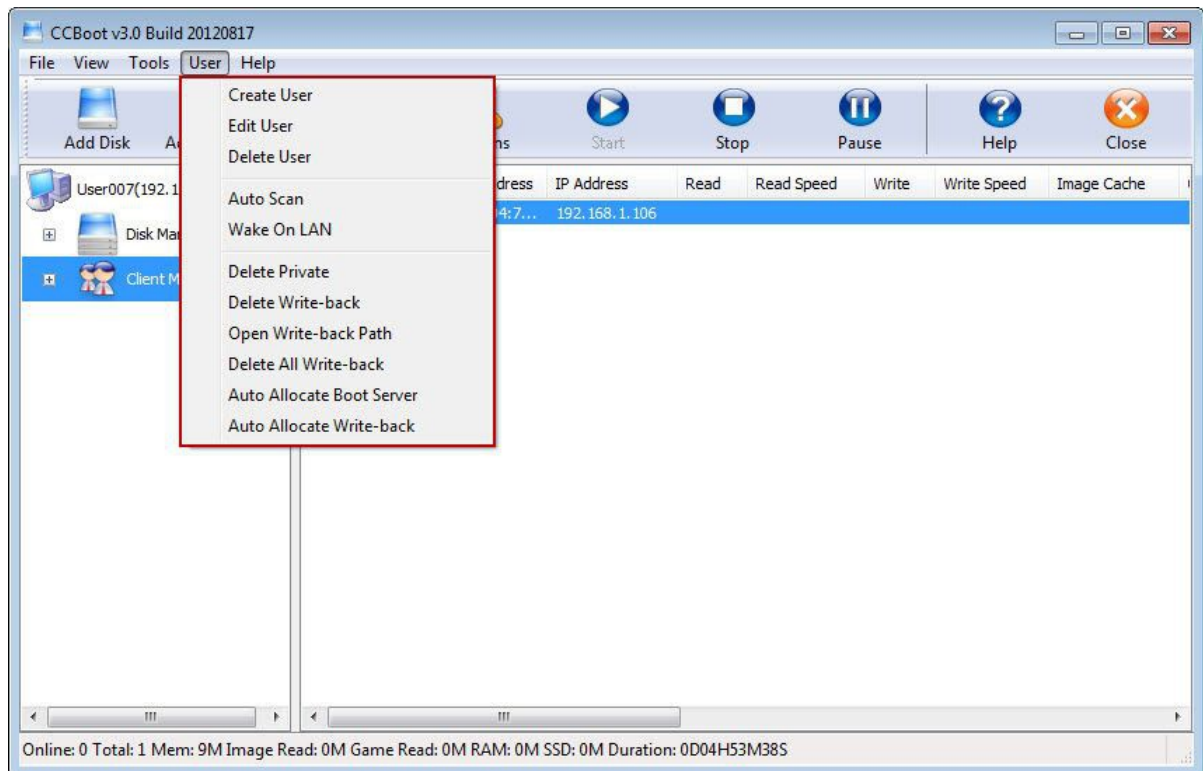 CCBoot v3.0 Build 20120817
File View Tools User Help
Add Disk Start Stop Pause Help Close
Create User
Edit User
Delete User
Auto Scan
Wake On LAN
Delete Private
Delete Write-back
Open Write-back Path
Delete All Write-back
Auto Allocate Boot Server
Auto Allocate Write-back
User007(192.1
Disk Ma
Client M
dress IP Address Read Read Speed Write Write Speed Image Cache
4:7... 192.168.1.106
Online: 0 Total: 1 Mem: 9M Image Read: 0M Game Read: 0M RAM: 0M SSD: 0M Duration: 0D04H53M38S